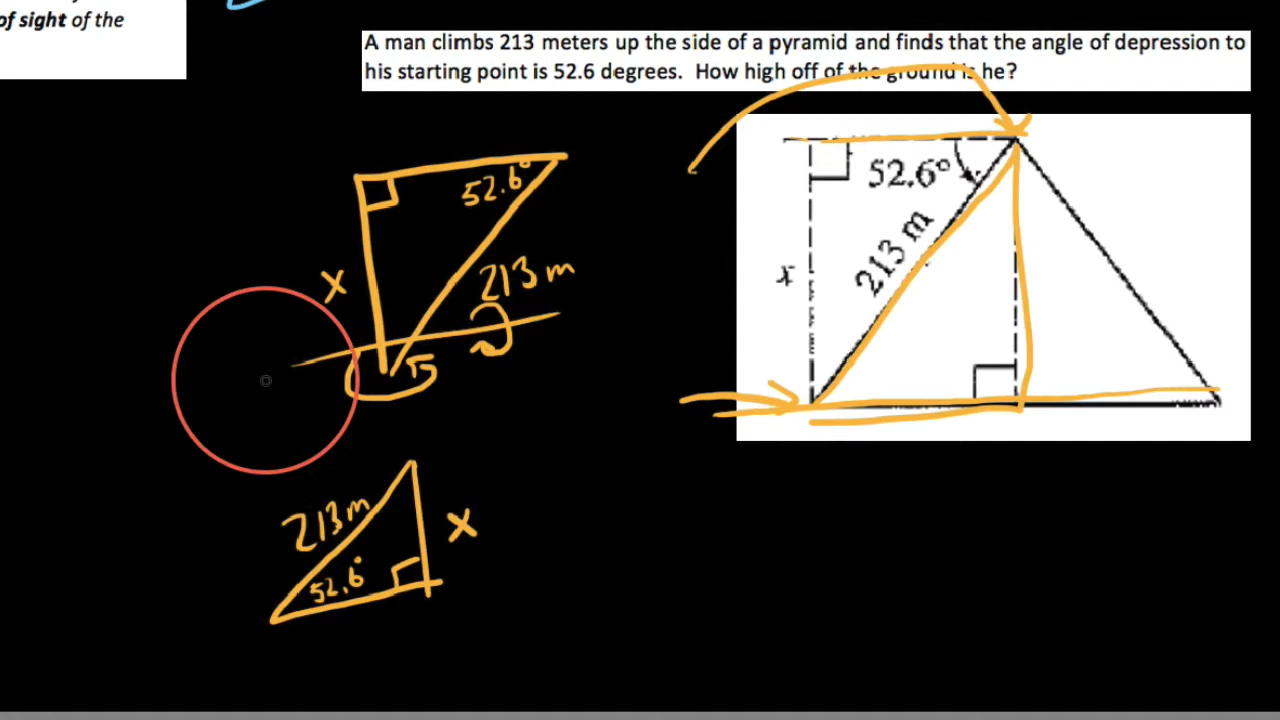 of sight of the
A man climbs 213 meters up the side of a pyramid and finds that the angle of depression to
his starting point is 52.6 degrees. How high off of the ground is he?
52.6°
x
213 m
52.6°
213 m
x
213m
x
52.6°